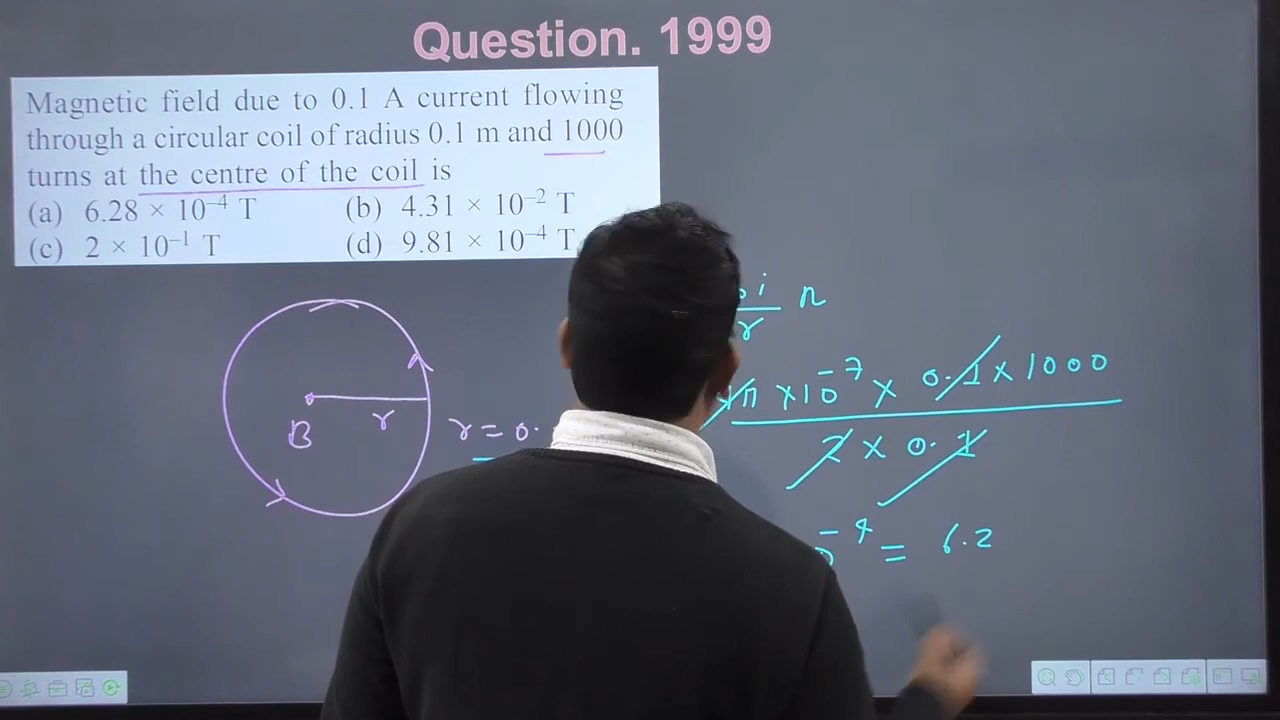 Question. 1999
Magnetic field due to 0.1 A current flowing
through a circular coil of radius 0.1 m and 1000
turns at the centre of the coil is
(a) 6.28 × 10⁻⁴ T (b) 4.31 × 10⁻² T
(c) 2 × 10⁻¹ T (d) 9.81 × 10⁻⁴ T
i n
r
π × 10⁻⁷ × 0.1 × 1000
2 × 0.1
B r r = 0.
⁻⁴ = 6.2